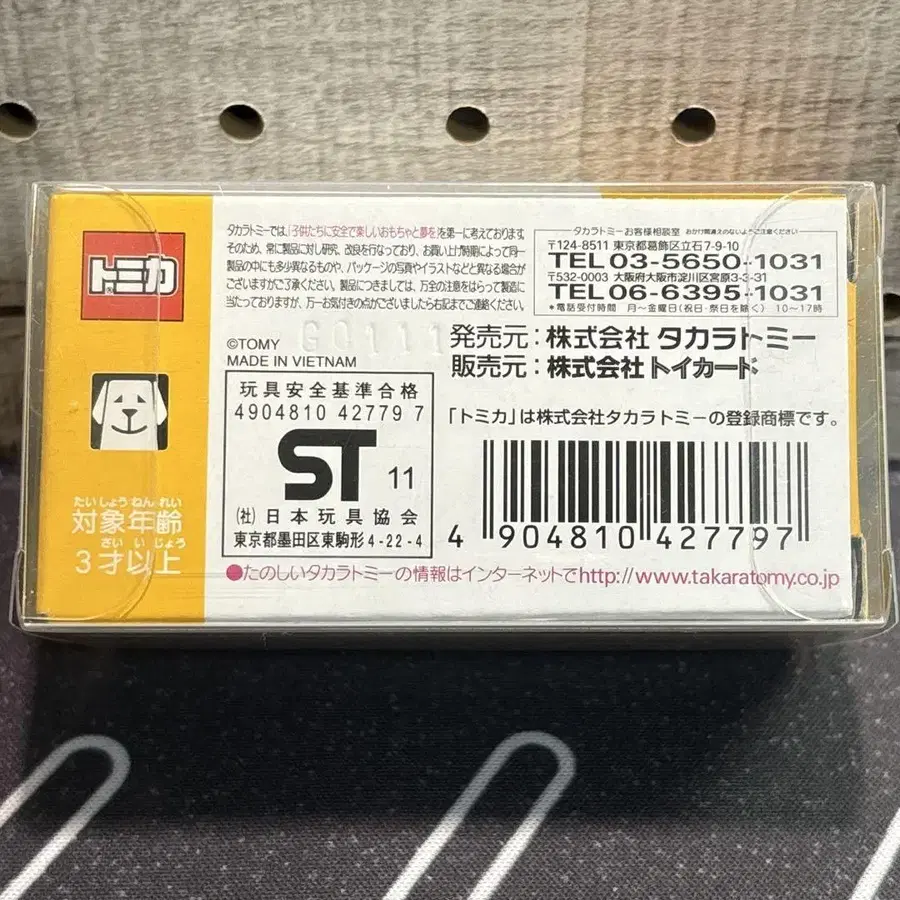 トミカ
タカラトミーでは、「子供たちに安全で楽しいおもちゃと夢を」を第一に考えております。
そのため、常に製品に対し研究、改良を行なっており、お買い上げ時期によって同一
製品の中にも多少異なるものや、パッケージの写真やイラストなどと異なる場合が
ございますがご了承ください。製品につきましては、万全の注意をはらって製造に
当たっておりますが、万一お気付きの点がございましたら右記までご連絡ください。
タカラトミーお客様相談室 おかけ間違えのないようご注意ください
〒124-8511 東京都葛飾区立石7-9-10
TEL 03-5650-1031
〒532-0003 大阪府大阪市淀川区宮原3-3-31
TEL 06-6395-1031
*電話受付時間 月〜金曜日(祝日・祭日を除く) 10〜17時
G0111
©TOMY
MADE IN VIETNAM
発売元：株式会社 タカラトミー
販売元：株式会社 トイカード
玩具安全基準合格
4904810 42779 7
ST 11
(社)日本玩具協会
東京都墨田区東駒形4-22-4
「トミカ」は株式会社タカラトミーの登録商標です。
4 904810 427797
たいしょうねんれい
対象年齢
さいいじょう
3才以上
●たのしいタカラトミーの情報はインターネットでhttp://www.takaratomy.co.jp